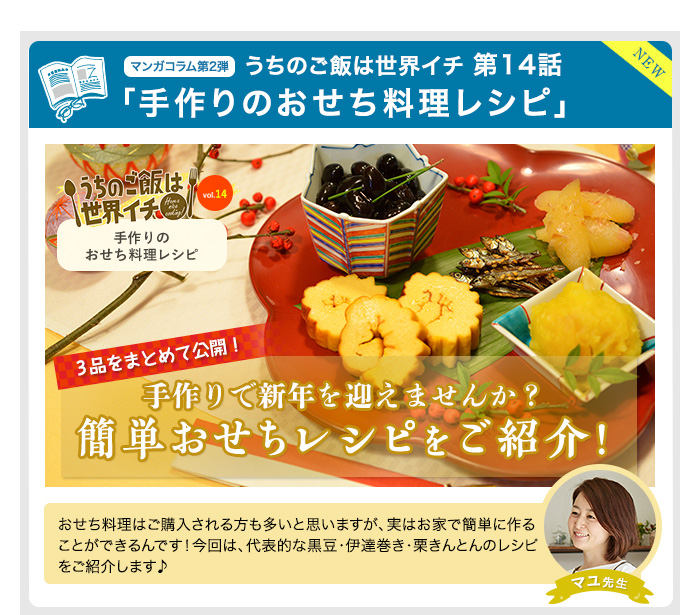 マンガコラム第2弾 うちのご飯は世界イチ 第14話
「手作りのおせち料理レシピ」
NEW
うちのご飯は
世界イチ
vol.14
手作りの
おせち料理レシピ
3品をまとめて公開！
手作りで新年を迎えませんか？
簡単おせちレシピをご紹介！
おせち料理はご購入される方も多いと思いますが、実はお家で簡単に作る
ことができるんです！今回は、代表的な黒豆・伊達巻き・栗きんとんのレシピ
をご紹介します♪
マユ先生